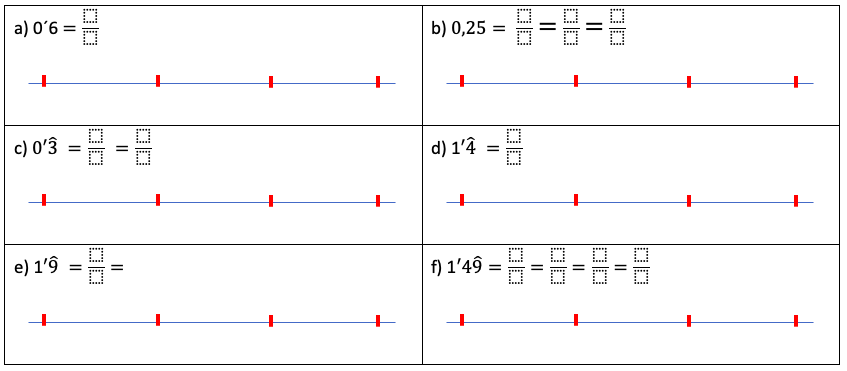 a) 0´6 = ⬚/⬚
b) 0,25 = ⬚/⬚ = ⬚/⬚ = ⬚/⬚
c) 0′3̂ = ⬚/⬚ = ⬚/⬚
d) 1′4̂ = ⬚/⬚
e) 1′9̂ = ⬚/⬚ =
f) 1′49̂ = ⬚/⬚ = ⬚/⬚ = ⬚/⬚ = ⬚/⬚